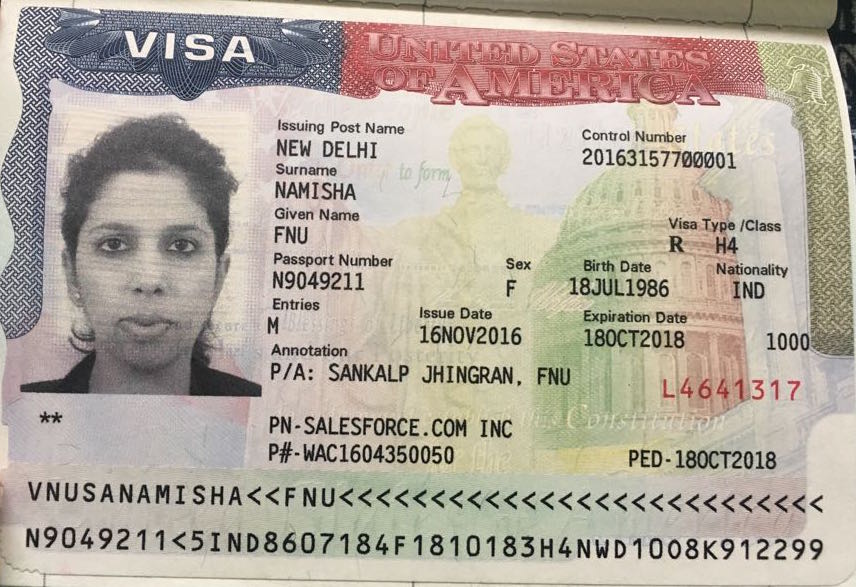 VISA UNITED STATES OF AMERICA
Issuing Post Name Control Number
NEW DELHI 20163157700001
Surname
NAMISHA
Given Name Visa Type /Class
FNU R H4
Passport Number Sex Birth Date Nationality
N9049211 F 18JUL1986 IND
Entries Issue Date Expiration Date
M 16NOV2016 18OCT2018 1000
Annotation
P/A: SANKALP JHINGRAN, FNU L4641317
**
PN-SALESFORCE.COM INC
P#-WAC1604350050 PED-18OCT2018
VNUSANAMISHA<<FNU<<<<<<<<<<<<<<<<<<<<<<<<<<<
N9049211<5IND8607184F1810183H4NWD1008K912299